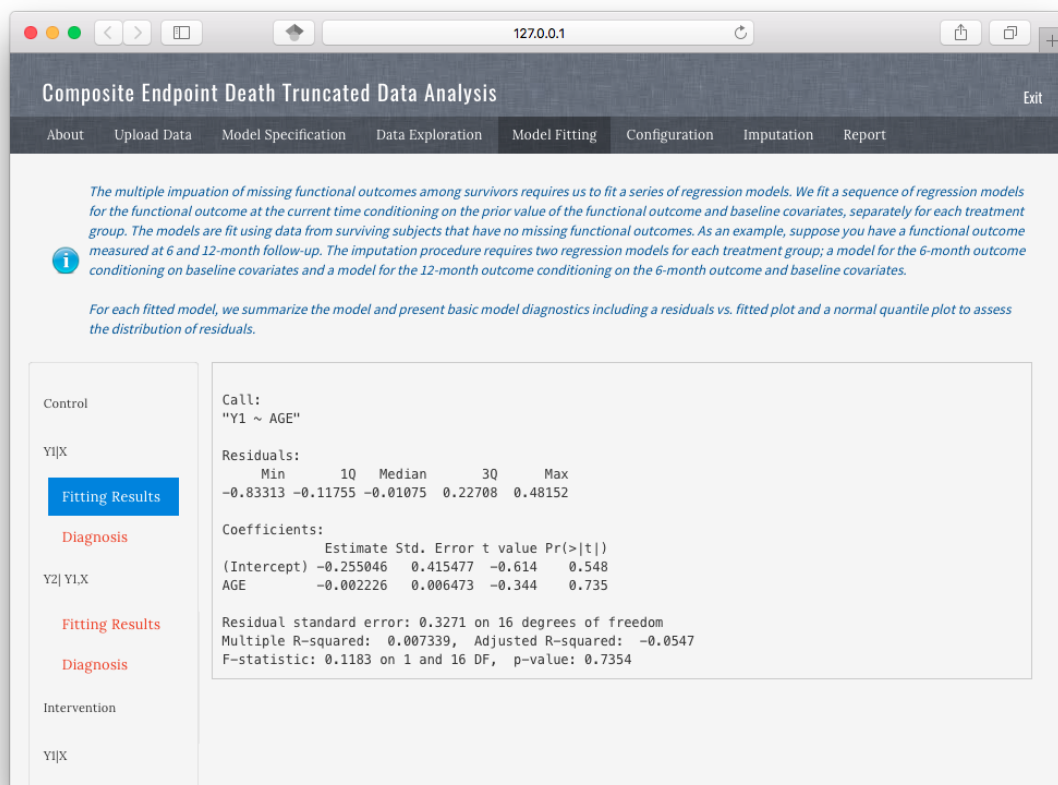 127.0.0.1
Composite Endpoint Death Truncated Data Analysis
Exit
About Upload Data Model Specification Data Exploration Model Fitting Configuration Imputation Report
The multiple impuation of missing functional outcomes among survivors requires us to fit a series of regression models. We fit a sequence of regression models
for the functional outcome at the current time conditioning on the prior value of the functional outcome and baseline covariates, separately for each treatment
group. The models are fit using data from surviving subjects that have no missing functional outcomes. As an example, suppose you have a functional outcome
measured at 6 and 12-month follow-up. The imputation procedure requires two regression models for each treatment group; a model for the 6-month outcome
conditioning on baseline covariates and a model for the 12-month outcome conditioning on the 6-month outcome and baseline covariates.
For each fitted model, we summarize the model and present basic model diagnostics including a residuals vs. fitted plot and a normal quantile plot to assess
the distribution of residuals.
Control
Y1|X
Fitting Results
Diagnosis
Y2| Y1,X
Fitting Results
Diagnosis
Intervention
Y1|X
Call:
"Y1 ~ AGE"
Residuals:
Min 1Q Median 3Q Max
-0.83313 -0.11755 -0.01075 0.22708 0.48152
Coefficients:
Estimate Std. Error t value Pr(>|t|)
(Intercept) -0.255046 0.415477 -0.614 0.548
AGE -0.002226 0.006473 -0.344 0.735
Residual standard error: 0.3271 on 16 degrees of freedom
Multiple R-squared: 0.007339, Adjusted R-squared: -0.0547
F-statistic: 0.1183 on 1 and 16 DF, p-value: 0.7354